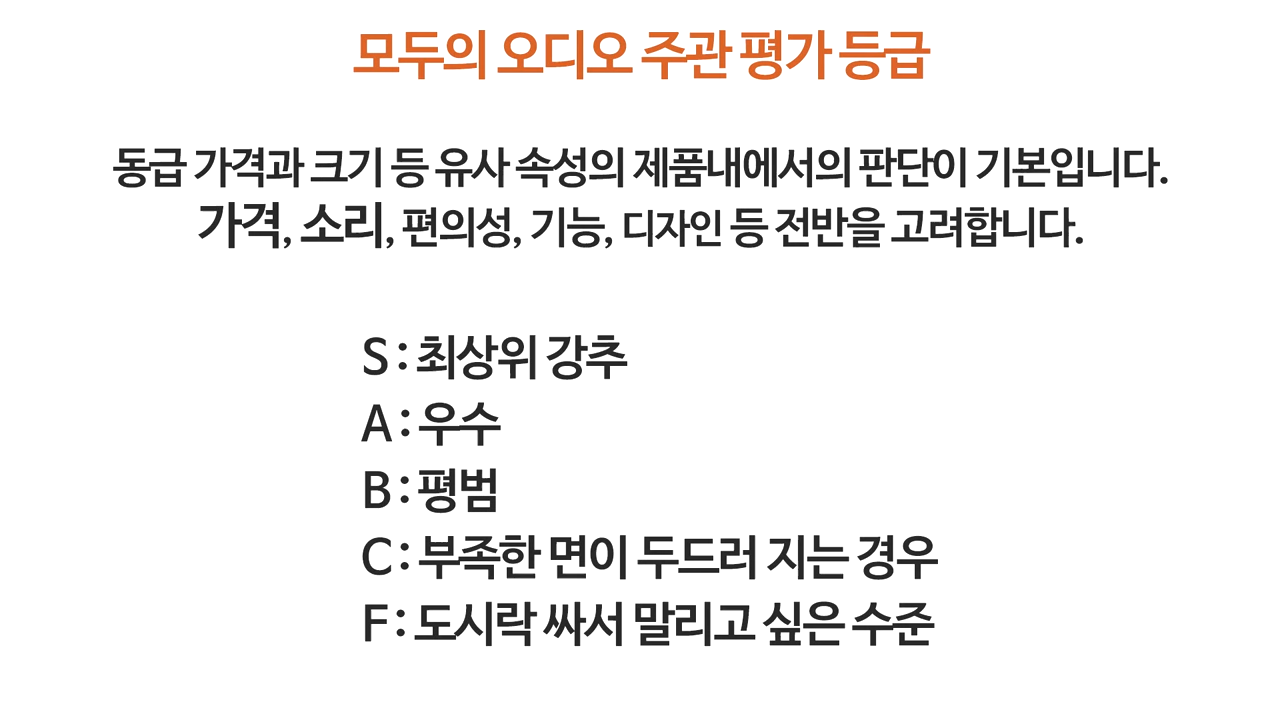 모두의 오디오 주관 평가 등급
동급 가격과 크기 등 유사 속성의 제품내에서의 판단이 기본입니다.
가격, 소리, 편의성, 기능, 디자인 등 전반을 고려합니다.
S : 최상위 강추
A : 우수
B : 평범
C : 부족한 면이 두드러 지는 경우
F : 도시락 싸서 말리고 싶은 수준